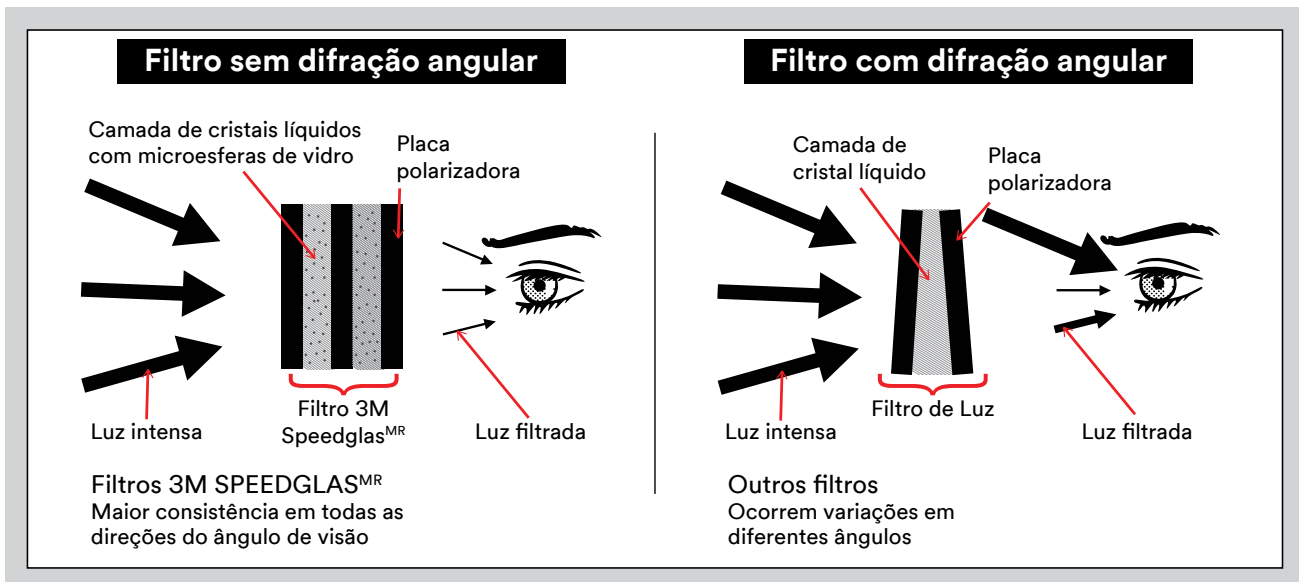 Filtro sem difração angular
Camada de cristais líquidos
com microesferas de vidro
Placa
polarizadora
Luz intensa
Filtro 3M
Speedglasᴹᴿ
Luz filtrada
Filtros 3M SPEEDGLASᴹᴿ
Maior consistência em todas as
direções do ângulo de visão
Filtro com difração angular
Camada de
cristal líquido
Placa
polarizadora
Luz intensa
Filtro de Luz
Luz filtrada
Outros filtros
Ocorrem variações em
diferentes ângulos